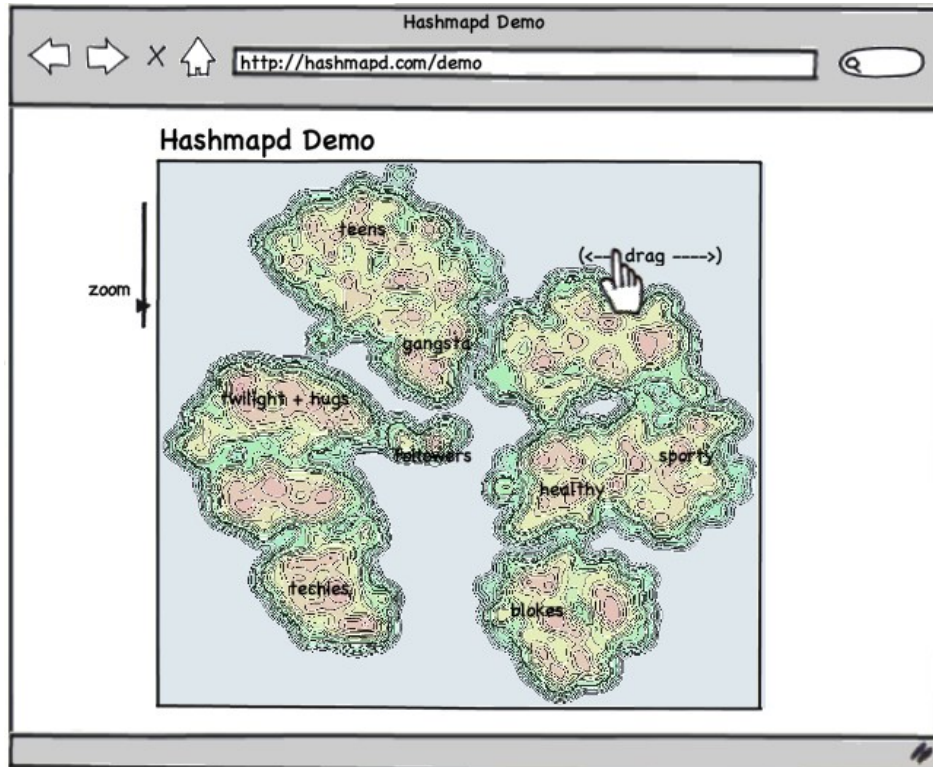 Hashmapd Demo
http://hashmapd.com/demo
Hashmapd Demo
teens
(<--- drag ---->)
zoom
gangsta
twilight + hugs
followers
sporty
healthy
techies
blokes